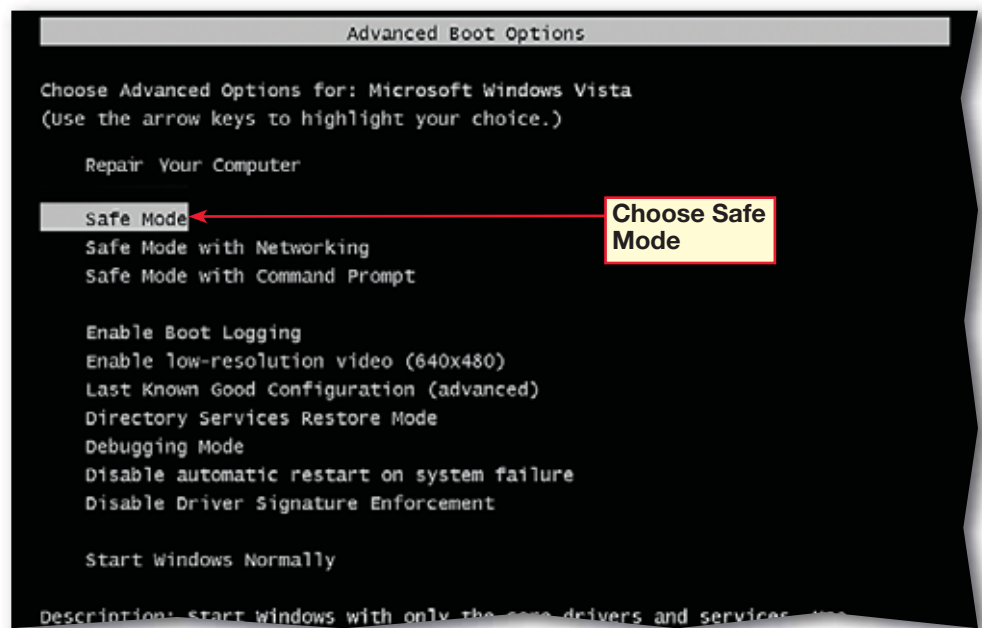 Advanced Boot Options
Choose Advanced Options for: Microsoft Windows Vista
(Use the arrow keys to highlight your choice.)
Repair Your Computer
Safe Mode
Choose Safe
Mode
Safe Mode with Networking
Safe Mode with Command Prompt
Enable Boot Logging
Enable low-resolution video (640x480)
Last Known Good Configuration (advanced)
Directory Services Restore Mode
Debugging Mode
Disable automatic restart on system failure
Disable Driver Signature Enforcement
Start Windows Normally
Description: Start Windows with only the core drivers and services.